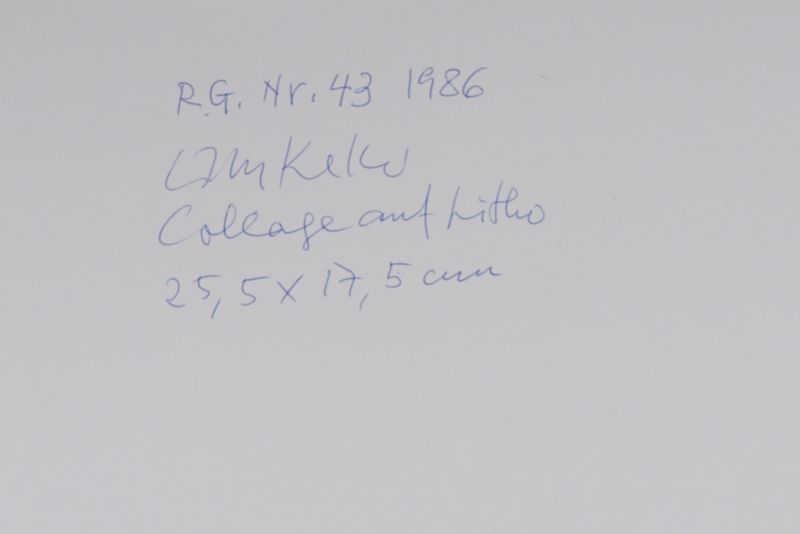 R.G. Nr. 43 1986
Collage auf Litho
25,5 x 17,5 cm